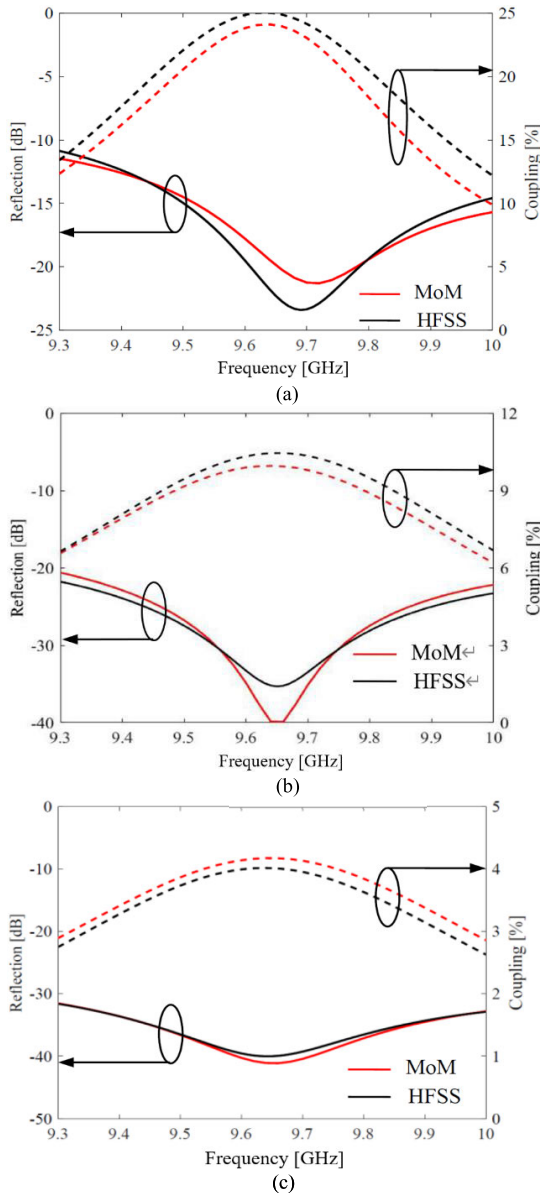 0
-5
-10
-15
-20
-25
Reflection [dB]
25
20
15
10
5
0
Coupling [%]
MoM
HFSS
9.3 9.4 9.5 9.6 9.7 9.8 9.9 10
Frequency [GHz]
(a)
0
-10
-20
-30
-40
Reflection [dB]
12
9
6
3
0
Coupling [%]
MoM↵
HFSS↵
9.3 9.4 9.5 9.6 9.7 9.8 9.9 10
Frequency [GHz]
(b)
0
-10
-20
-30
-40
-50
Reflection [dB]
5
4
3
2
1
0
Coupling [%]
MoM
HFSS
9.3 9.4 9.5 9.6 9.7 9.8 9.9 10
Frequency [GHz]
(c)